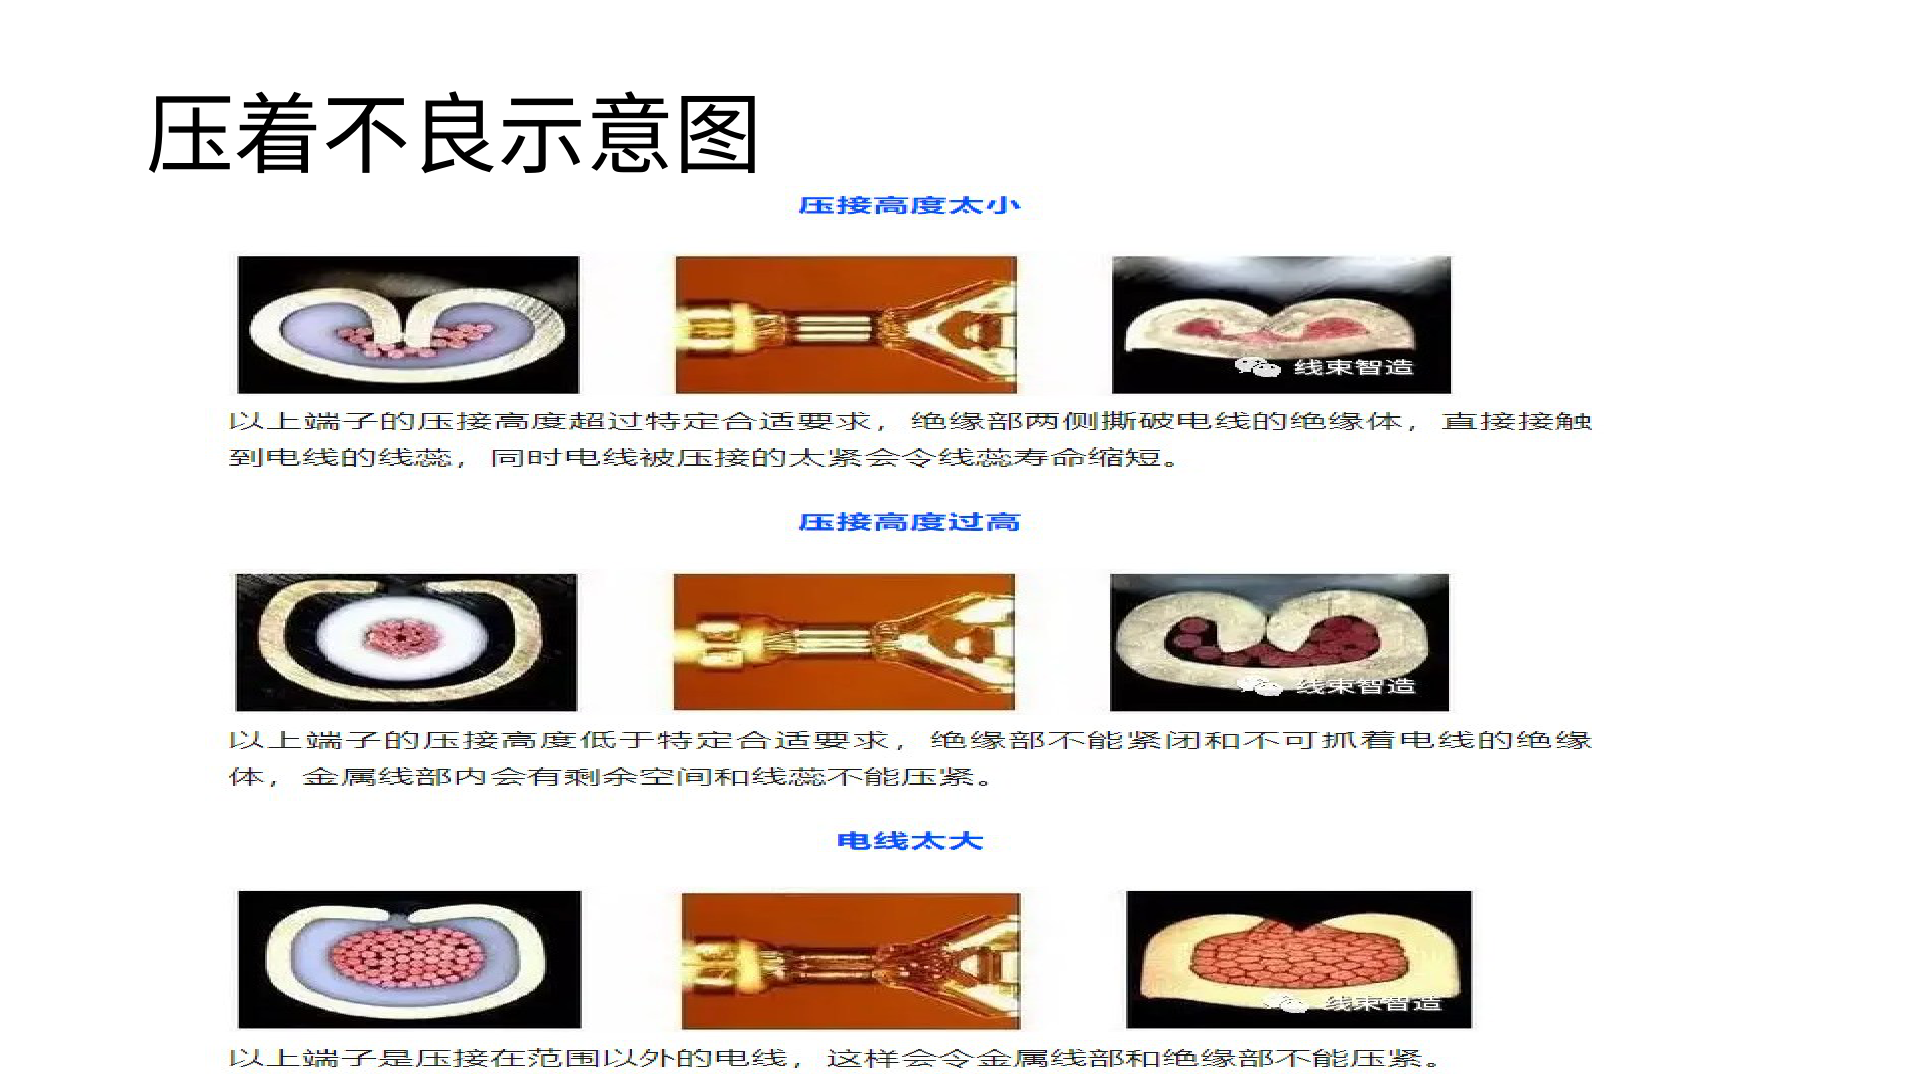 压着不良示意图
压接高度太小
线束智造
以上端子的压接高度超过特定合适要求，绝缘部两侧撕破电线的绝缘体，直接接触
到电线的线蕊，同时电线被压接的太紧会令线蕊寿命缩短。
压接高度过高
线束智造
以上端子的压接高度低于特定合适要求，绝缘部不能紧闭和不可抓着电线的绝缘
体，金属线部内会有剩余空间和线蕊不能压紧。
电线太大
线束智造
以上端子是压接在范围以外的电线，这样会令金属线部和绝缘部不能压紧。